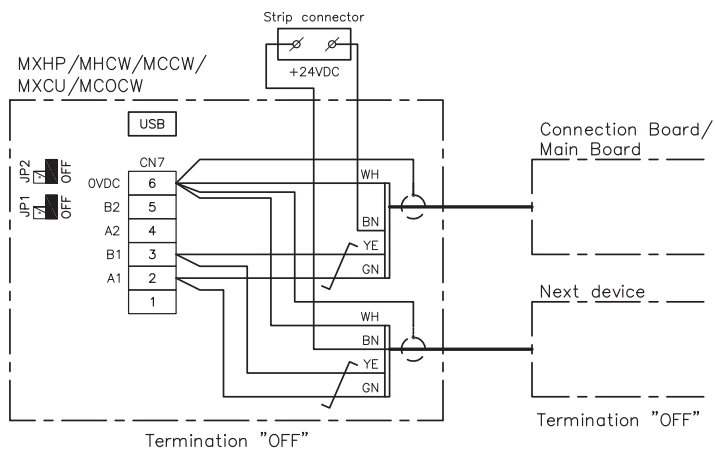 Strip connector
+24VDC
MXHP/MHCW/MCCW/
MXCU/MCOCW
USB
JP2
OFF
JP1
OFF
CN7
0VDC 6
B2 5
A2 4
B1 3
A1 2
1
WH
BN
YE
GN
Connection Board/
Main Board
Next device
WH
BN
YE
GN
Termination "OFF"
Termination "OFF"